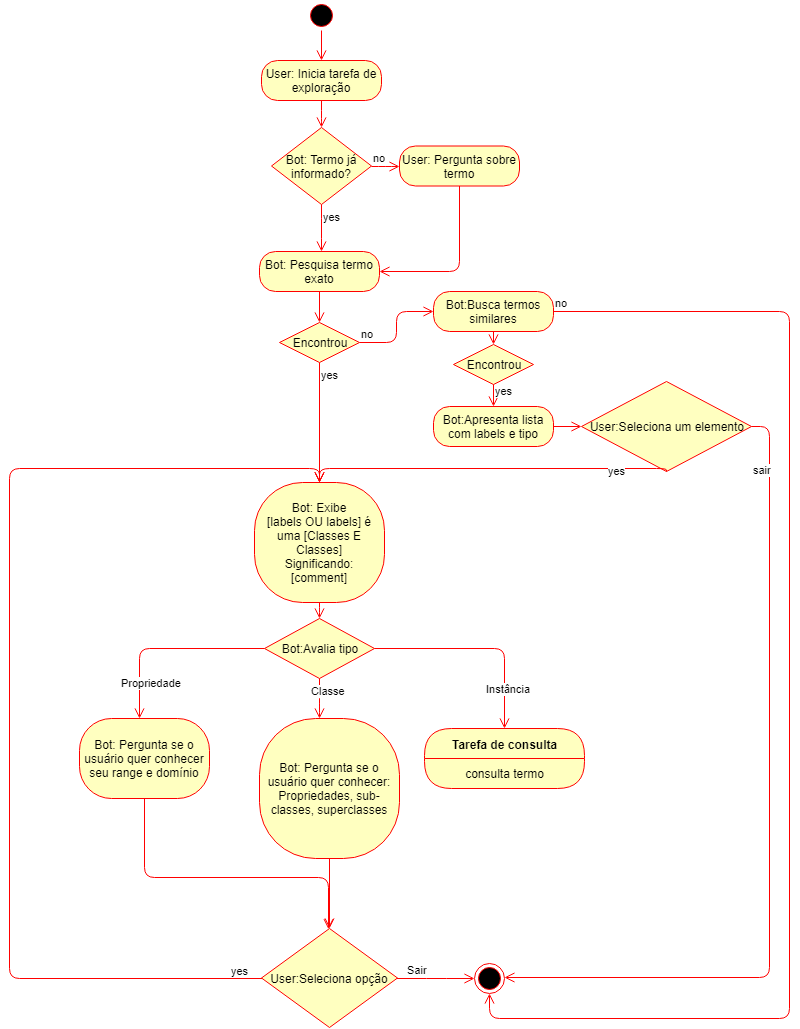 User: Inicia tarefa de
exploração
Bot: Termo já
informado?
no
User: Pergunta sobre
termo
yes
Bot: Pesquisa termo
exato
Bot:Busca termos
similares
no
Encontrou
no
Encontrou
yes
yes
Bot:Apresenta lista
com labels e tipo
User:Seleciona um elemento
yes
sair
Bot: Exibe
[labels OU labels] é
uma [Classes E
Classes]
Significando:
[comment]
Bot:Avalia tipo
Propriedade
Classe
Instância
Bot: Pergunta se o
usuário quer conhecer
seu range e domínio
Bot: Pergunta se o
usuário quer conhecer:
Propriedades, sub-
classes, superclasses
Tarefa de consulta
consulta termo
yes
User:Seleciona opção
Sair